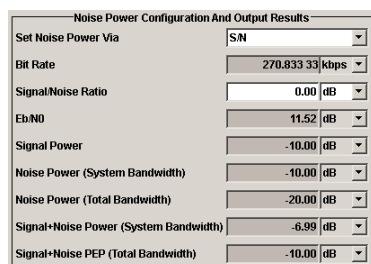 Noise Power Configuration And Output Results
Set Noise Power Via S/N
Bit Rate 270.833 33 kbps
Signal/Noise Ratio 0.00 dB
Eb/N0 11.52 dB
Signal Power -10.00 dB
Noise Power (System Bandwidth) -10.00 dB
Noise Power (Total Bandwidth) -20.00 dB
Signal+Noise Power (System Bandwidth) -6.99 dB
Signal+Noise PEP (Total Bandwidth) -10.00 dB